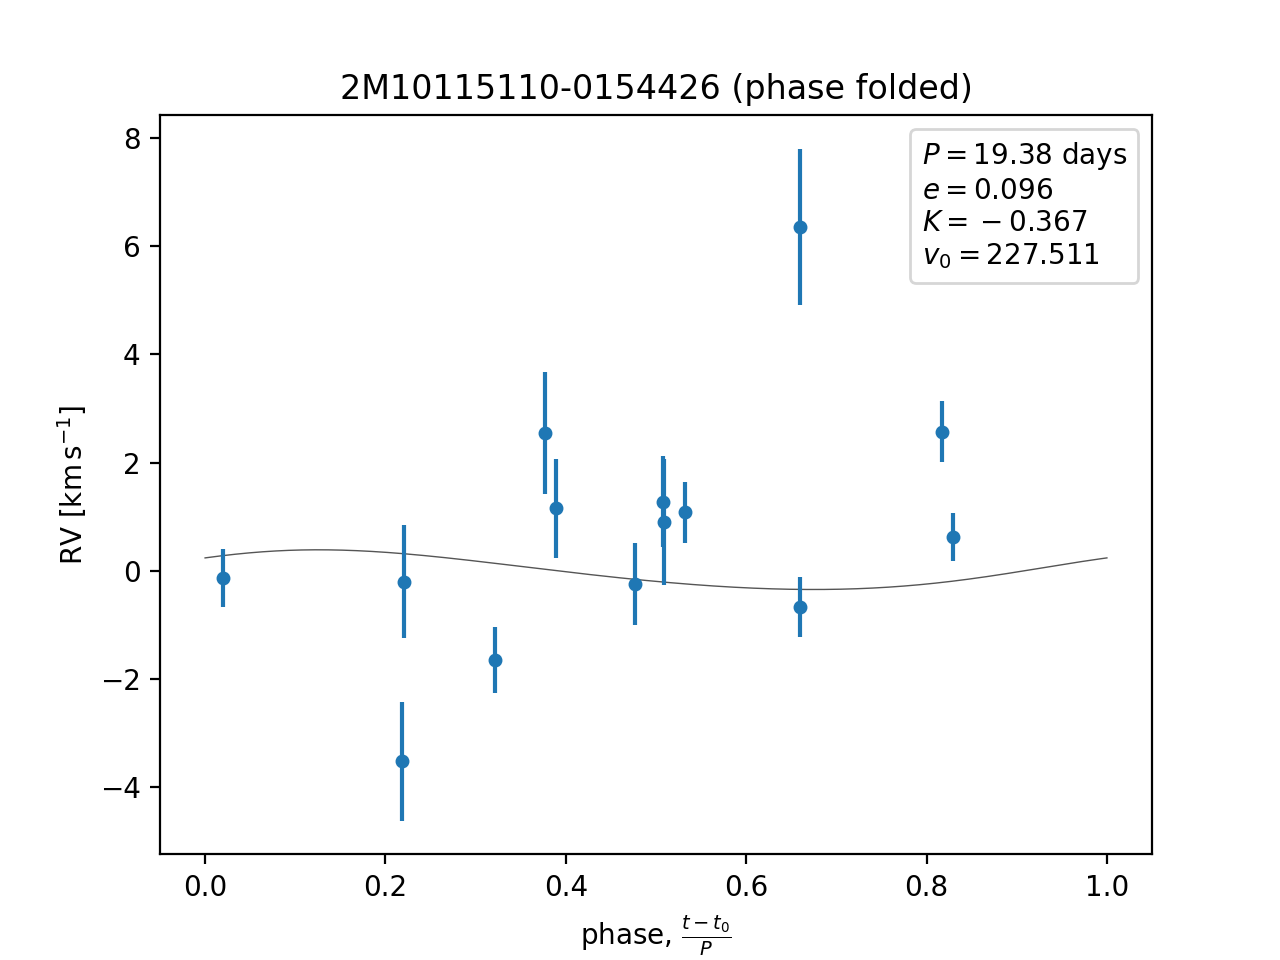 2M10115110-0154426 (phase folded)
P = 19.38 days
e = 0.096
K = −0.367
v₀ = 227.511
8
6
4
2
0
−2
−4
RV [km s⁻¹]
0.0 0.2 0.4 0.6 0.8 1.0
phase, (t − t₀)/P